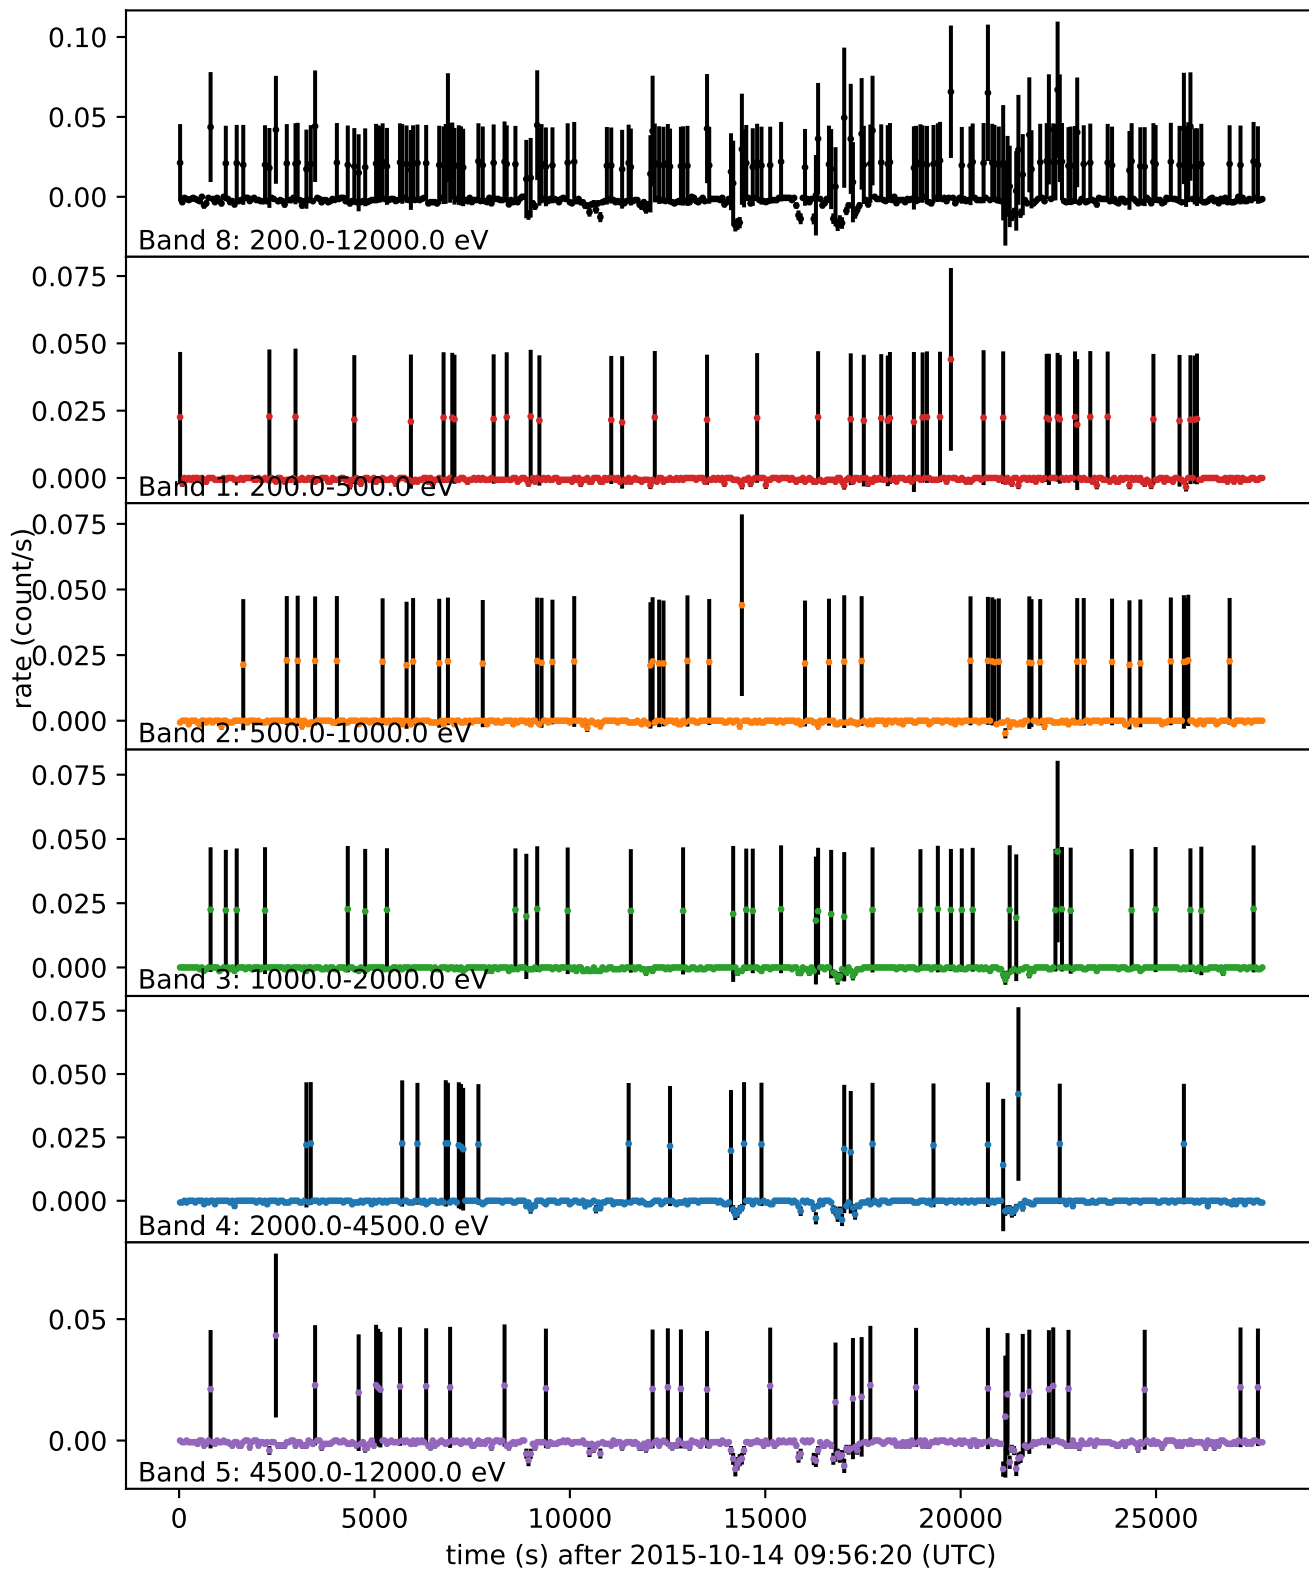 0.10
0.05
0.00
Band 8: 200.0-12000.0 eV
0.075
0.050
0.025
0.000
Band 1: 200.0-500.0 eV
rate (count/s)
0.075
0.050
0.025
0.000
Band 2: 500.0-1000.0 eV
0.075
0.050
0.025
0.000
Band 3: 1000.0-2000.0 eV
0.075
0.050
0.025
0.000
Band 4: 2000.0-4500.0 eV
0.05
0.00
Band 5: 4500.0-12000.0 eV
0 5000 10000 15000 20000 25000
time (s) after 2015-10-14 09:56:20 (UTC)